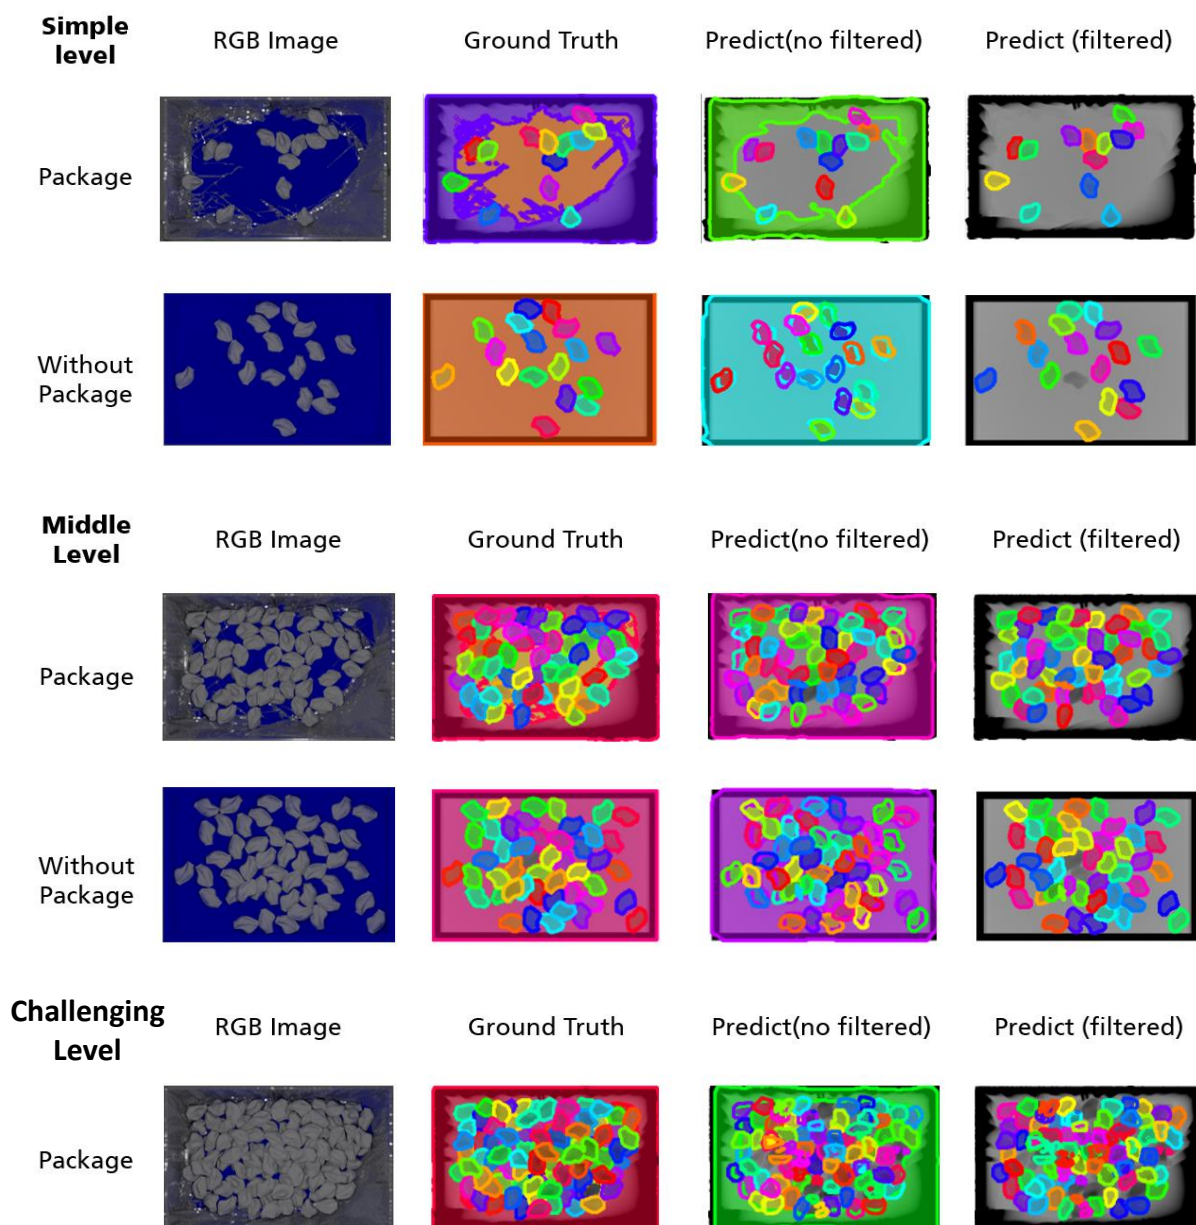 Simple
level
RGB Image
Ground Truth
Predict(no filtered)
Predict (filtered)
Package
Without
Package
Middle
Level
RGB Image
Ground Truth
Predict(no filtered)
Predict (filtered)
Package
Without
Package
Challenging
Level
RGB Image
Ground Truth
Predict(no filtered)
Predict (filtered)
Package